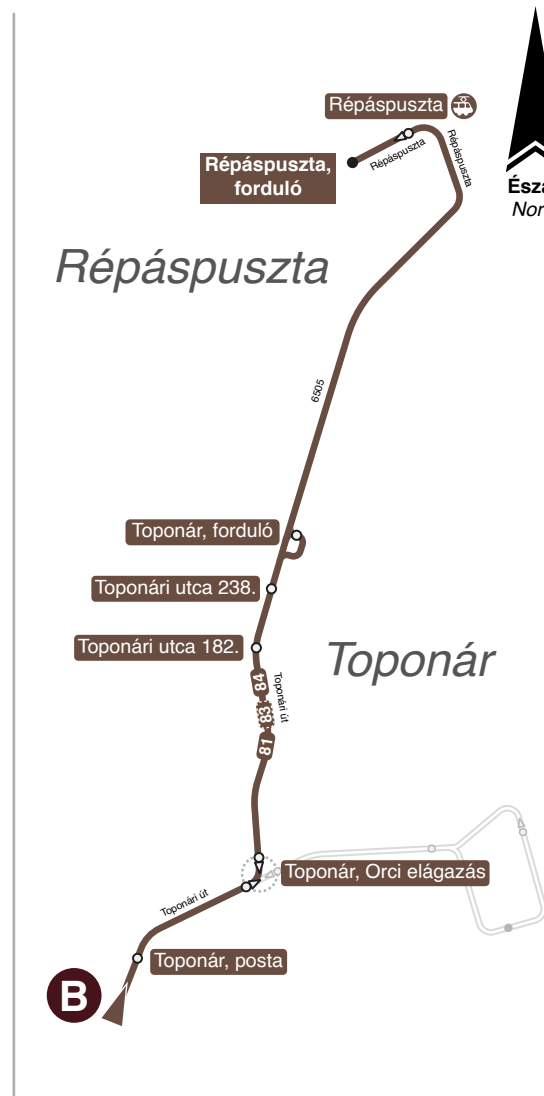 Répáspuszta
Répáspuszta,
forduló
Répáspuszta
Répáspuszta
Észa
Nor
Répáspuszta
6505
Toponár, forduló
Toponári utca 238.
Toponári utca 182.
Toponár
84
83
81
Toponári út
Toponár, Orci elágazás
Toponári út
Toponár, posta
B